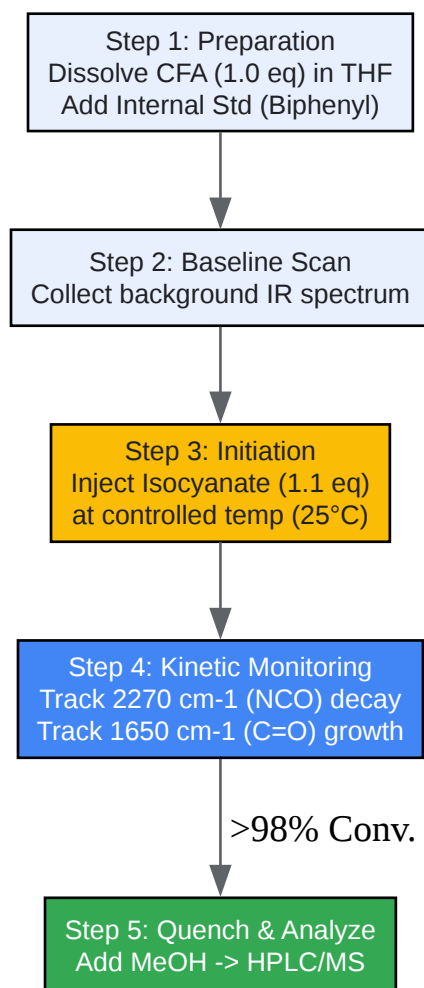 Step 1: Preparation
Dissolve CFA (1.0 eq) in THF
Add Internal Std (Biphenyl)
Step 2: Baseline Scan
Collect background IR spectrum
Step 3: Initiation
Inject Isocyanate (1.1 eq)
at controlled temp (25°C)
Step 4: Kinetic Monitoring
Track 2270 cm-1 (NCO) decay
Track 1650 cm-1 (C=O) growth
>98% Conv.
Step 5: Quench & Analyze
Add MeOH -> HPLC/MS